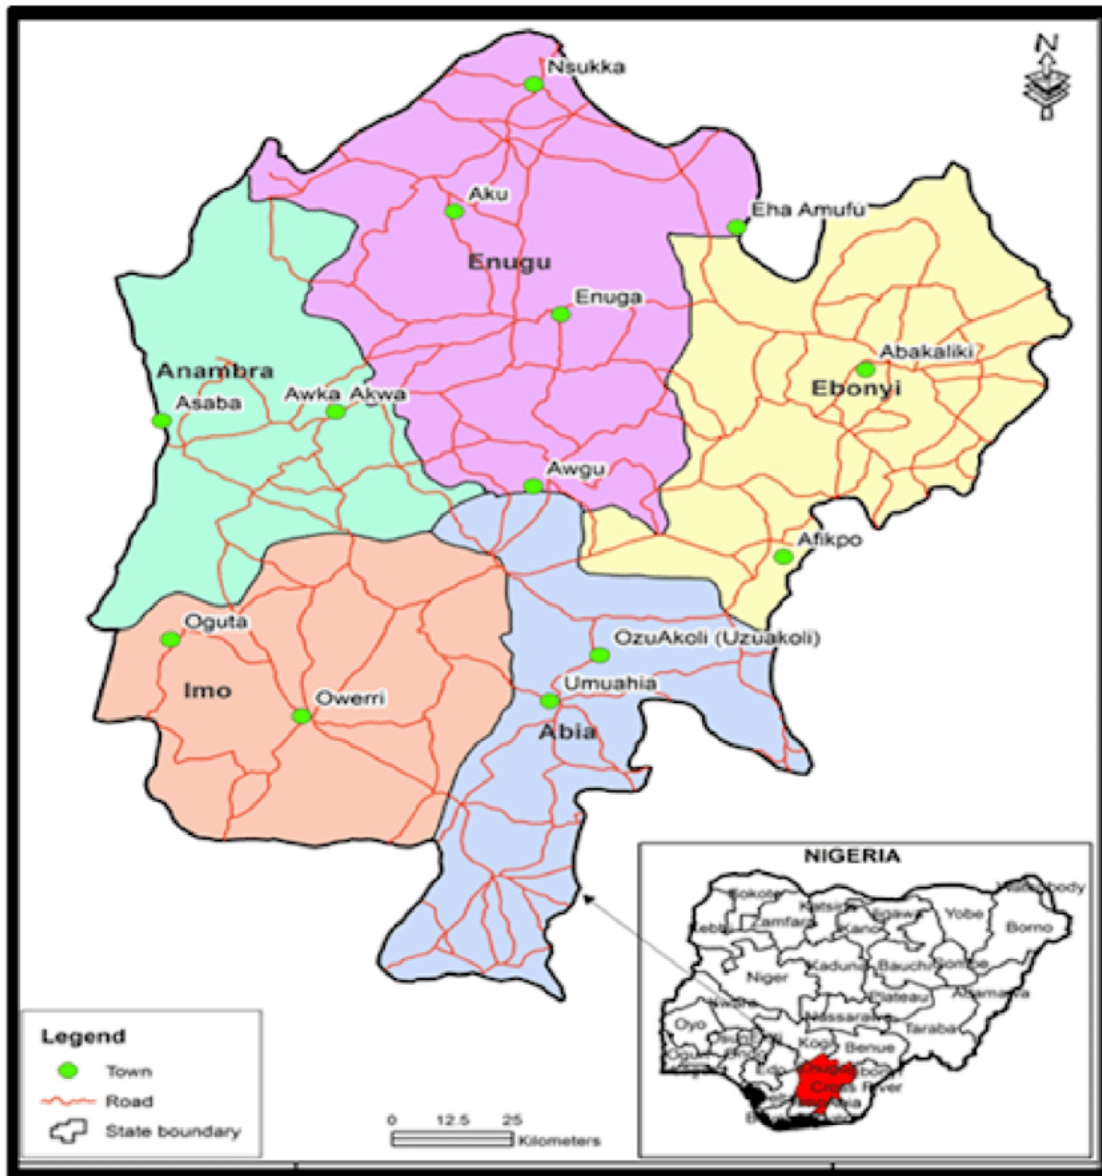 N
Nsukka
Aku
Eha Amufu
Enugu
Enuga
Anambra
Abakaliki
Ebonyi
Asaba
Awka Akwa
Awgu
Afikpo
Oguta
OzuAkoli (Uzuakoli)
Imo
Umuahia
Owerri
Abia
NIGERIA
Sokoto
Katsina
Zamfara
Jigawa
Yobe
Kano
Borno
Kaduna
Bauchi
Gombe
Niger
Plateau
Adamawa
Kwara
Nassarawa
Oyo
Taraba
Kogi
Benue
Edo
Cross River
Legend
Town
Road
State boundary
0 12.5 25
Kilometers